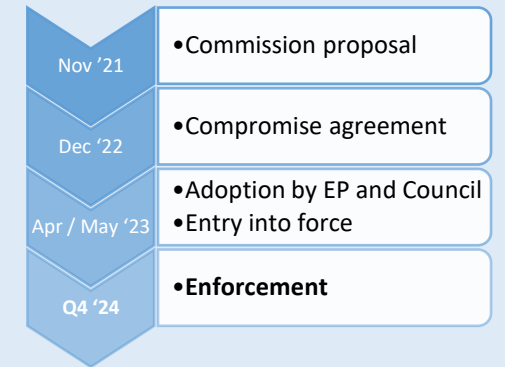 Nov ’21
•Commission proposal
Dec ‘22
•Compromise agreement
Apr / May ‘23
•Adoption by EP and Council
•Entry into force
Q4 ‘24
•Enforcement